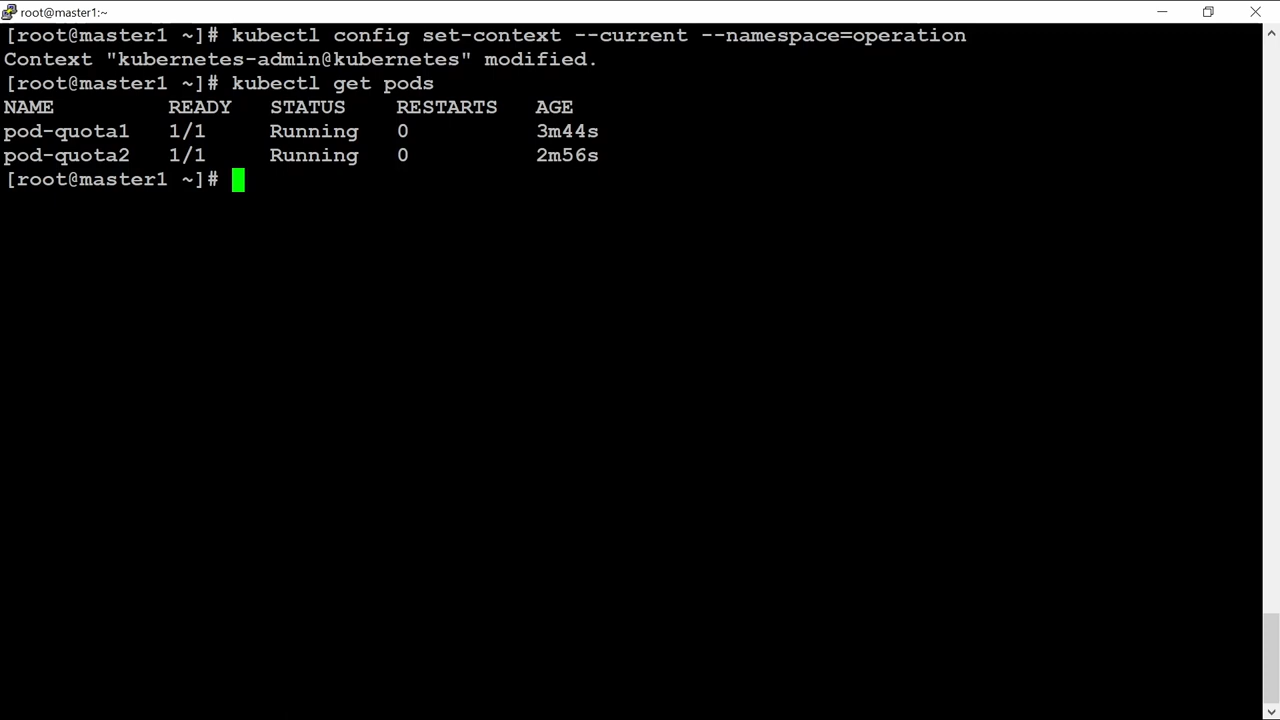 root@master1:~
[root@master1 ~]# kubectl config set-context --current --namespace=operation
Context "kubernetes-admin@kubernetes" modified.
[root@master1 ~]# kubectl get pods
NAME         READY   STATUS    RESTARTS   AGE
pod-quota1   1/1     Running   0          3m44s
pod-quota2   1/1     Running   0          2m56s
[root@master1 ~]#